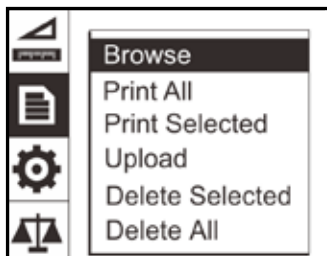 Browse
Print All
Print Selected
Upload
Delete Selected
Delete All